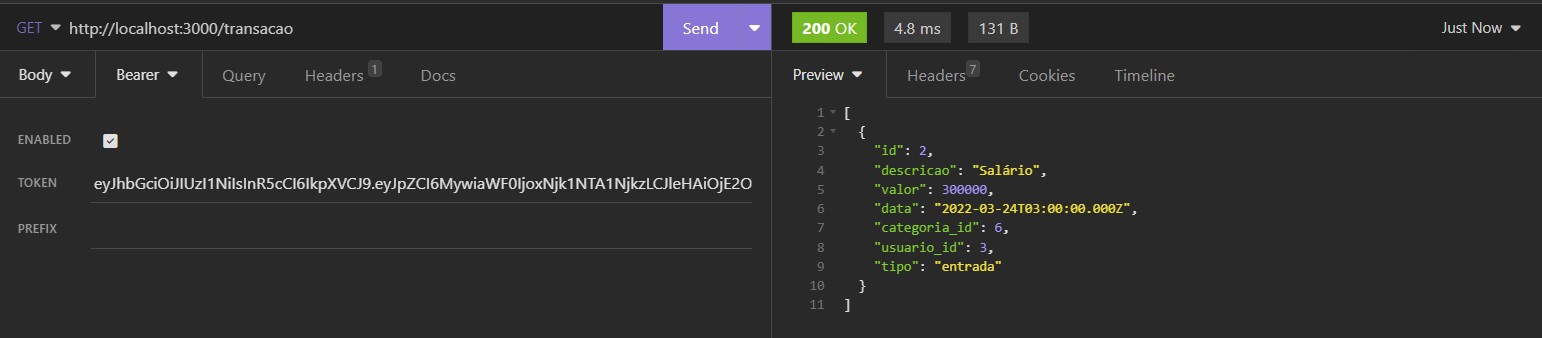 GET http://localhost:3000/transacao Send
Body Bearer Query Headers 1 Docs
ENABLED
TOKEN eyJhbGciOiJIUzI1NiIsInR5cCI6IkpXVCJ9.eyJpZCI6MywiaWF0IjoxNjk1NTA1NjkzLCJleHAiOjE2O
PREFIX
200 OK 4.8 ms 131 B Just Now
Preview Headers 7 Cookies Timeline
1 [
2 {
3 "id": 2,
4 "descricao": "Salário",
5 "valor": 300000,
6 "data": "2022-03-24T03:00:00.000Z",
7 "categoria_id": 6,
8 "usuario_id": 3,
9 "tipo": "entrada"
10 }
11 ]